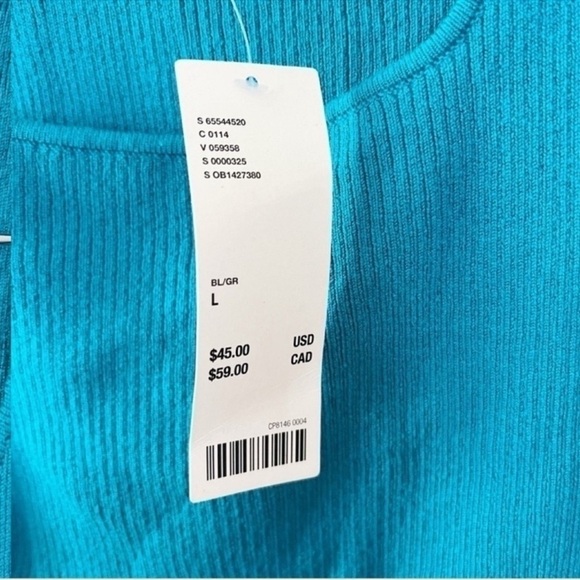 S 65544520
C 0114
V 059358
S 0000325
S OB1427380
BL/GR
L
$45.00 USD
$59.00 CAD
CP8146 0004